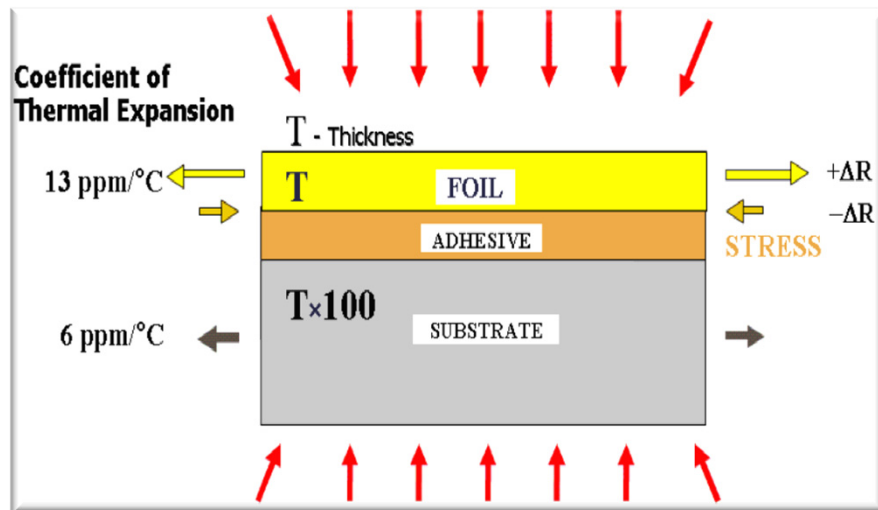 Coefficient of
Thermal Expansion
T - Thickness
13 ppm/°C
T
FOIL
+ΔR
−ΔR
ADHESIVE
STRESS
T×100
6 ppm/°C
SUBSTRATE